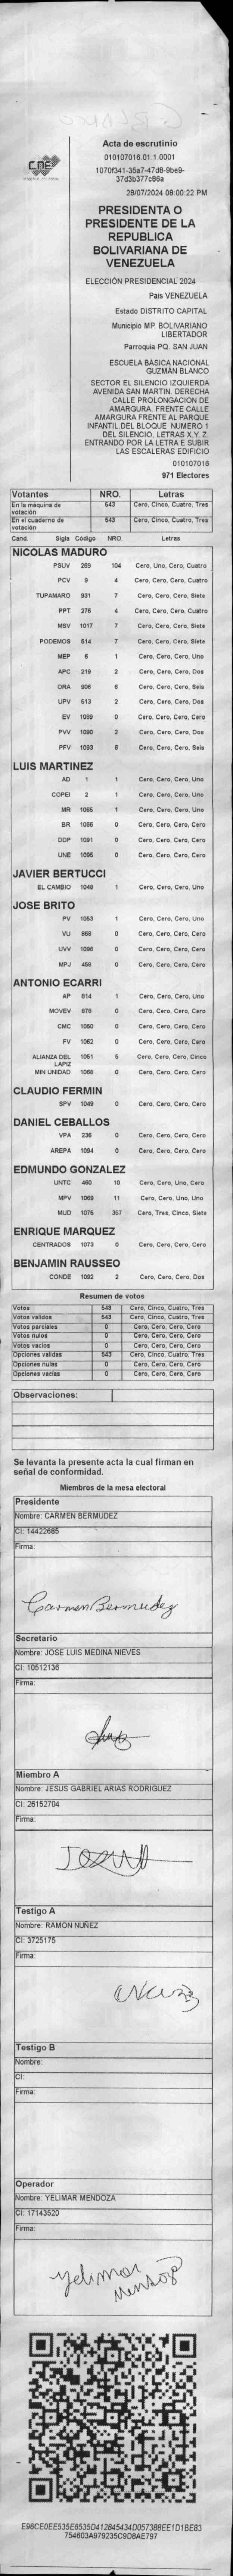 CNE
Acta de escrutinio
010107016.01.1.0001
1070f341-35a7-47d8-9be9-
37d3b377c86a
28/07/2024 08:00:22 PM
PRESIDENTA O
PRESIDENTE DE LA
REPUBLICA
BOLIVARIANA DE
VENEZUELA
ELECCIÓN PRESIDENCIAL 2024
Pais VENEZUELA
Estado DISTRITO CAPITAL
Municipio MP. BOLIVARIANO
LIBERTADOR
Parroquia PQ. SAN JUAN
ESCUELA BÁSICA NACIONAL
GUZMÁN BLANCO
SECTOR EL SILENCIO IZQUIERDA
AVENIDA SAN MARTIN. DERECHA
CALLE PROLONGACION DE
AMARGURA. FRENTE CALLE
AMARGURA FRENTE AL PARQUE
INFANTIL DEL BLOQUE NUMERO 1
DEL SILENCIO, LETRAS X,Y, Z.
ENTRANDO POR LA LETRA E SUBIR
LAS ESCALERAS EDIFICIO
010107016
971 Electores
Votantes NRO. Letras
En la máquina de votación 543 Cero, Cinco, Cuatro, Tres
En el cuaderno de votación 543 Cero, Cinco, Cuatro, Tres
Cand. Sigls Código NRO. Letras
NICOLAS MADURO
PSUV 269 104 Cero, Uno, Cero, Cuatro
PCV 9 4 Cero, Cero, Cero, Cuatro
TUPAMARO 931 7 Cero, Cero, Cero, Siete
PPT 276 4 Cero, Cero, Cero, Cuatro
MSV 1017 7 Cero, Cero, Cero, Siete
PODEMOS 514 7 Cero, Cero, Cero, Siete
MEP 6 1 Cero, Cero, Cero, Uno
APC 219 2 Cero, Cero, Cero, Dos
ORA 906 6 Cero, Cero, Cero, Seis
UPV 513 2 Cero, Cero, Cero, Dos
EV 1089 0 Cero, Cero, Cero, Cero
PVV 1090 2 Cero, Cero, Cero, Dos
PFV 1093 6 Cero, Cero, Cero, Seis
LUIS MARTINEZ
AD 1 1 Cero, Cero, Cero, Uno
COPEI 2 1 Cero, Cero, Cero, Uno
MR 1065 1 Cero, Cero, Cero, Uno
BR 1066 0 Cero, Cero, Cero, Cero
DDP 1091 0 Cero, Cero, Cero, Cero
UNE 1095 0 Cero, Cero, Cero, Cero
JAVIER BERTUCCI
EL CAMBIO 1048 1 Cero, Cero, Cero, Uno
JOSE BRITO
PV 1053 1 Cero, Cero, Cero, Uno
VU 868 0 Cero, Cero, Cero, Cero
UVV 1096 0 Cero, Cero, Cero, Cero
MPJ 458 0 Cero, Cero, Cero, Cero
ANTONIO ECARRI
AP 914 1 Cero, Cero, Cero, Uno
MOVEV 979 0 Cero, Cero, Cero, Cero
CMC 1050 0 Cero, Cero, Cero, Cero
FV 1062 0 Cero, Cero, Cero, Cero
ALIANZA DEL LAPIZ 1051 5 Cero, Cero, Cero, Cinco
MIN UNIDAD 1058 0 Cero, Cero, Cero, Cero
CLAUDIO FERMIN
SPV 1049 0 Cero, Cero, Cero, Cero
DANIEL CEBALLOS
VPA 236 0 Cero, Cero, Cero, Cero
AREPA 1094 0 Cero, Cero, Cero, Cero
EDMUNDO GONZALEZ
UNTC 460 10 Cero, Cero, Uno, Cero
MPV 1069 11 Cero, Cero, Uno, Uno
MUD 1075 357 Cero, Tres, Cinco, Siete
ENRIQUE MARQUEZ
CENTRADOS 1073 0 Cero, Cero, Cero, Cero
BENJAMIN RAUSSEO
CONDE 1092 2 Cero, Cero, Cero, Dos
Resumen de votos
Votos 543 Cero, Cinco, Cuatro, Tres
Votos validos 543 Cero, Cinco, Cuatro, Tres
Votos parciales 0 Cero, Cero, Cero, Cero
Votos nulos 0 Cero, Cero, Cero, Cero
Votos vacios 0 Cero, Cero, Cero, Cero
Opciones validas 543 Cero, Cinco, Cuatro, Tres
Opciones nulas 0 Cero, Cero, Cero, Cero
Opciones vacias 0 Cero, Cero, Cero, Cero
Observaciones:
Se levanta la presente acta la cual firman en
señal de conformidad.
Miembros de la mesa electoral
Presidente
Nombre: CARMEN BERMUDEZ
CI: 14422685
Firma:
Carmen Bermudez
Secretario
Nombre: JOSE LUIS MEDINA NIEVES
CI: 10512136
Firma:
Miembro A
Nombre: JESUS GABRIEL ARIAS RODRIGUEZ
CI: 26152704
Firma:
Testigo A
Nombre: RAMON NUÑEZ
CI: 3725175
Firma:
Testigo B
Nombre:
CI:
Firma:
Operador
Nombre: YELIMAR MENDOZA
CI: 17143520
Firma:
Yelimar
Mendoza
E96CE0EE535E6535D412845434D057388EE1D1BE83
754603A979235C9D8AE797